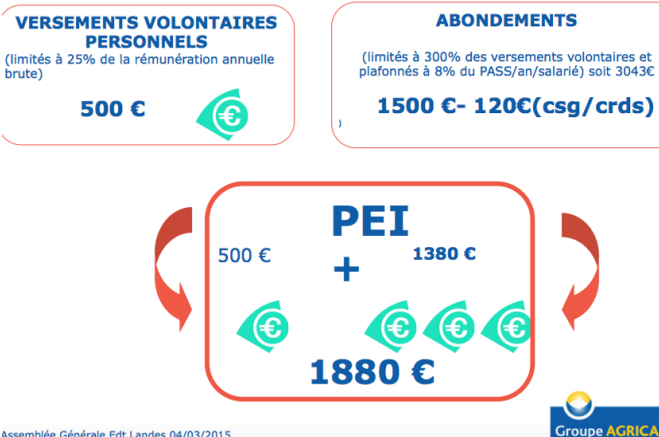 VERSEMENTS VOLONTAIRES
PERSONNELS
(limités à 25% de la rémunération annuelle
brute)
500 €
ABONDEMENTS
(limités à 300% des versements volontaires et
plafonnés à 8% du PASS/an/salarié) soit 3043€
1500 €- 120€(csg/crds)
)
PEI
500 €
+
1380 €
1880 €
Assemblée Générale Edt Landes 04/03/2015
Groupe AGRICA